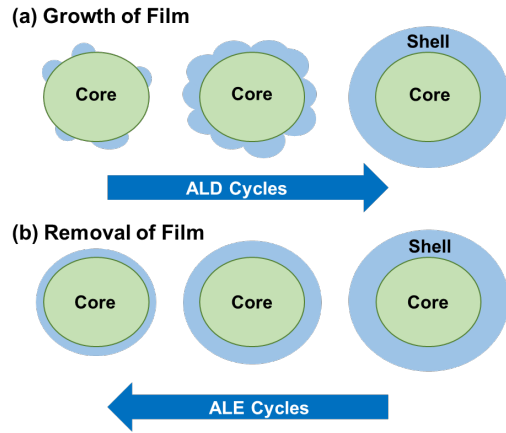 (a) Growth of Film
Shell
Core
Core
Core
ALD Cycles
(b) Removal of Film
Shell
Core
Core
Core
ALE Cycles